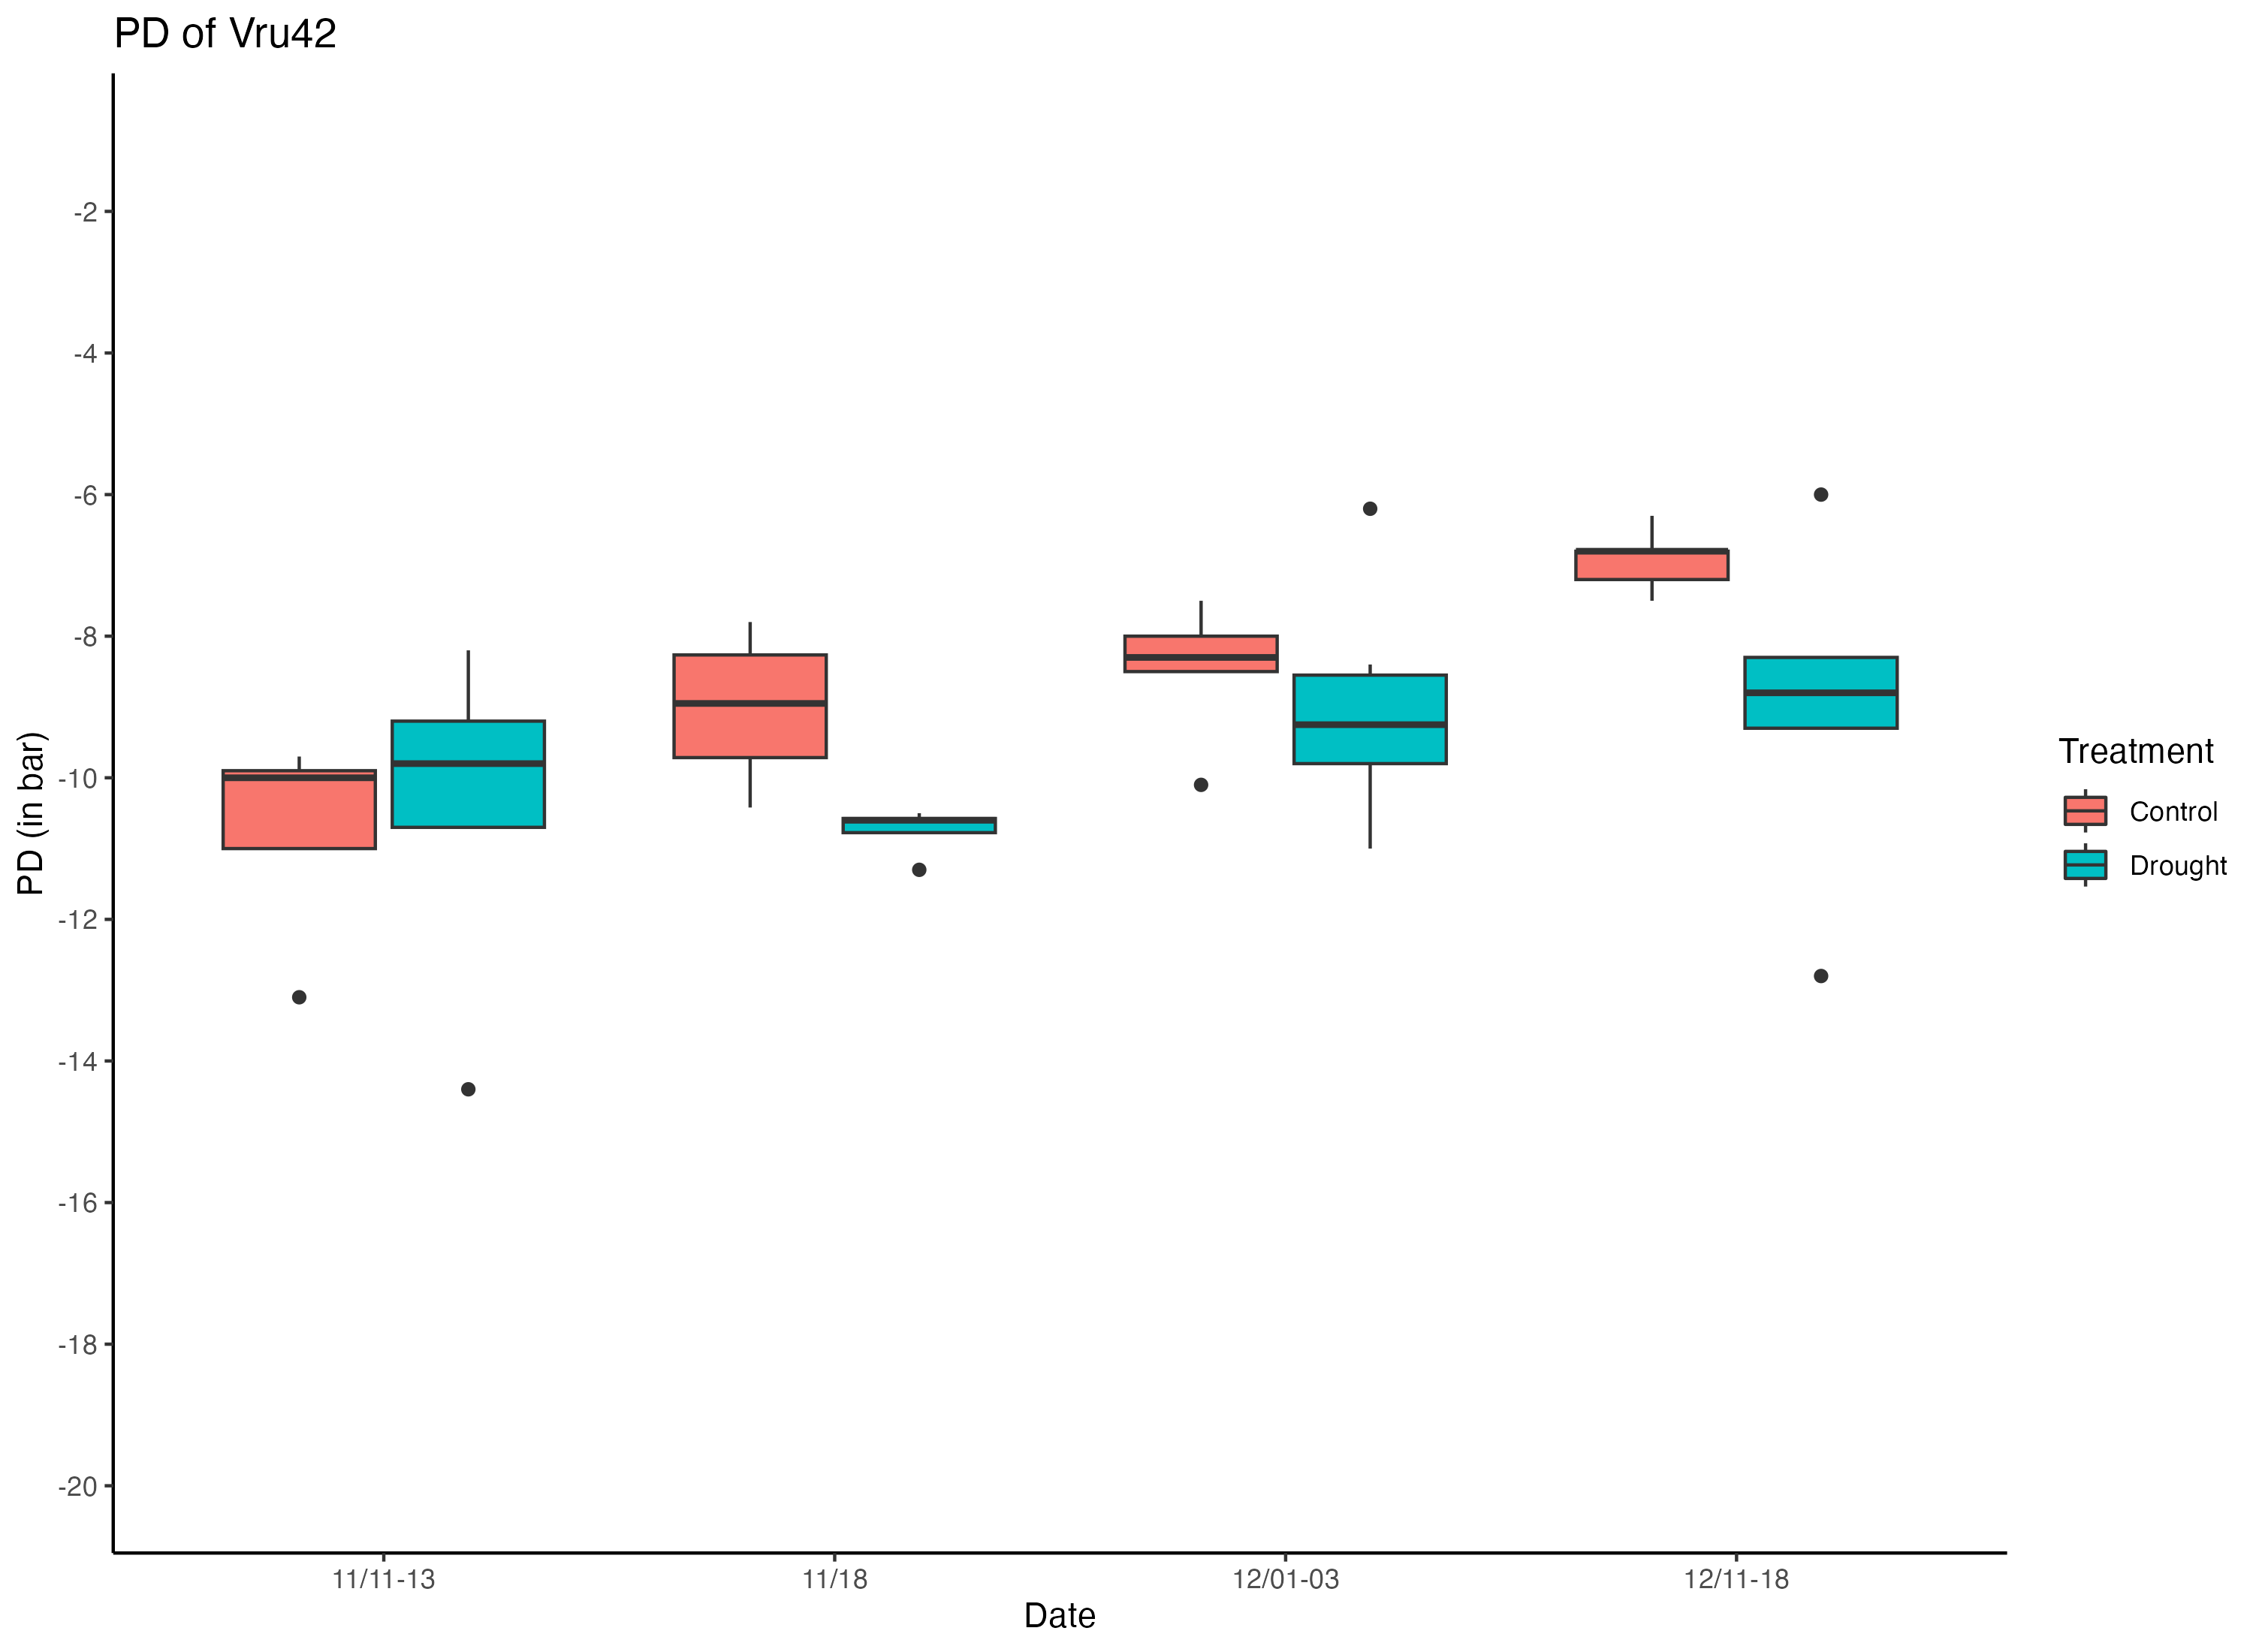 PD of Vru42
PD (in bar)
-2
-4
-6
-8
-10
-12
-14
-16
-18
-20
11/11-13
11/18
12/01-03
12/11-18
Date
Treatment
Control
Drought